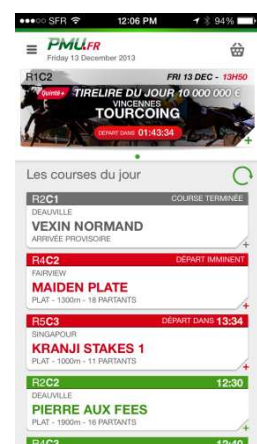 SFR 12:06 PM 94%
PMU.FR
Friday 13 December 2013
R1C2 FRI 13 DEC - 13H50
Quinté+ TIRELIRE DU JOUR 10 000 000 €
VINCENNES
TOURCOING
DÉPART DANS 01:43:34
+
Les courses du jour
R2C1 COURSE TERMINÉE
DEAUVILLE
VEXIN NORMAND
ARRIVÉE PROVISOIRE
+
R4C2 DÉPART IMMINENT
FAIRVIEW
MAIDEN PLATE
PLAT - 1300m - 18 PARTANTS
+
R5C3 DÉPART DANS 13:34
SINGAPOUR
KRANJI STAKES 1
PLAT - 1000m - 11 PARTANTS
+
R2C2 12:30
DEAUVILLE
PIERRE AUX FEES
PLAT - 1900m - 16 PARTANTS
+
R4C3 12:40